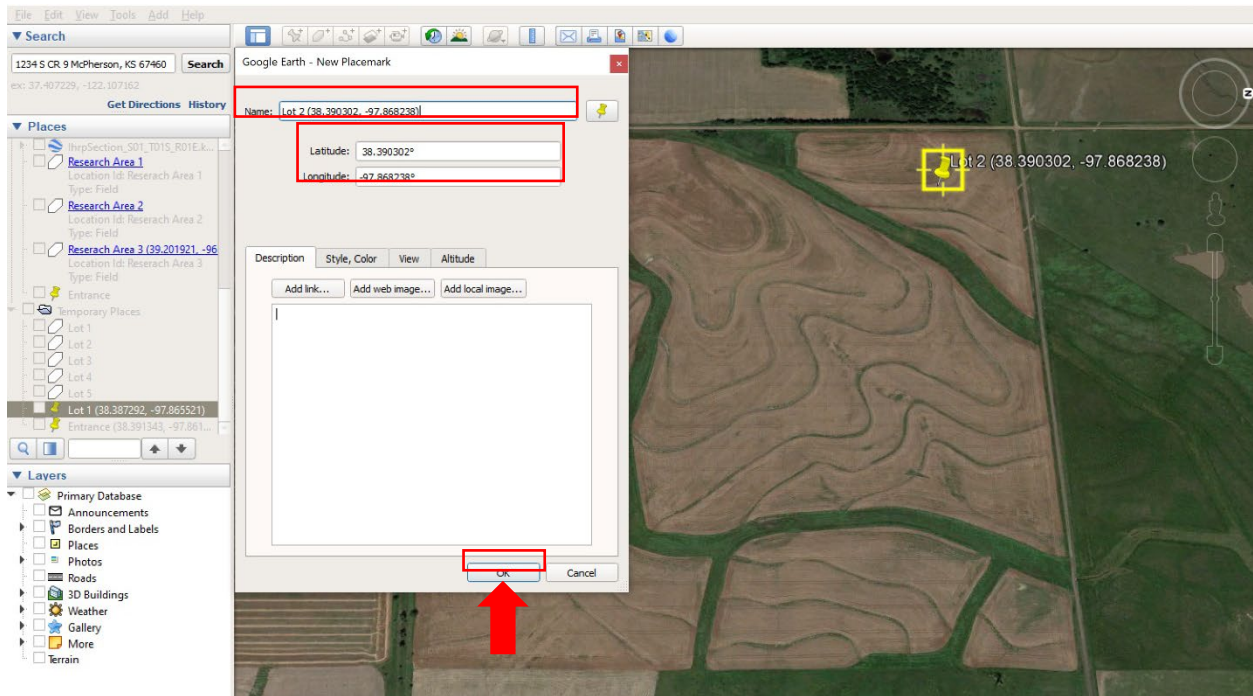 File Edit View Tools Add Help
Search
1234 S CR 9 McPherson, KS 67460 Search
ex: 37.407229, -122.107162
Get Directions History
Places
Research Area 1
Location Id: Reserach Area 1
Type: Field
Research Area 2
Location Id: Reserach Area 2
Type: Field
Reserach Area 3 (39.201921, -96
Location Id: Reserach Area 3
Type: Field
Entrance
Temporary Places
Lot 1
Lot 2
Lot 3
Lot 4
Lot 5
Lot 1 (38.387292, -97.865521)
Entrance (38.391343, -97.861...
Layers
Primary Database
Announcements
Borders and Labels
Places
Photos
Roads
3D Buildings
Weather
Gallery
More
Terrain
Google Earth - New Placemark
Name: Lot 2 (38.390302, -97.868238)
Latitude: 38.390302°
Longitude: -97.868238°
Description Style, Color View Altitude
Add link... Add web image... Add local image...
OK Cancel
Lot 2 (38.390302, -97.868238)